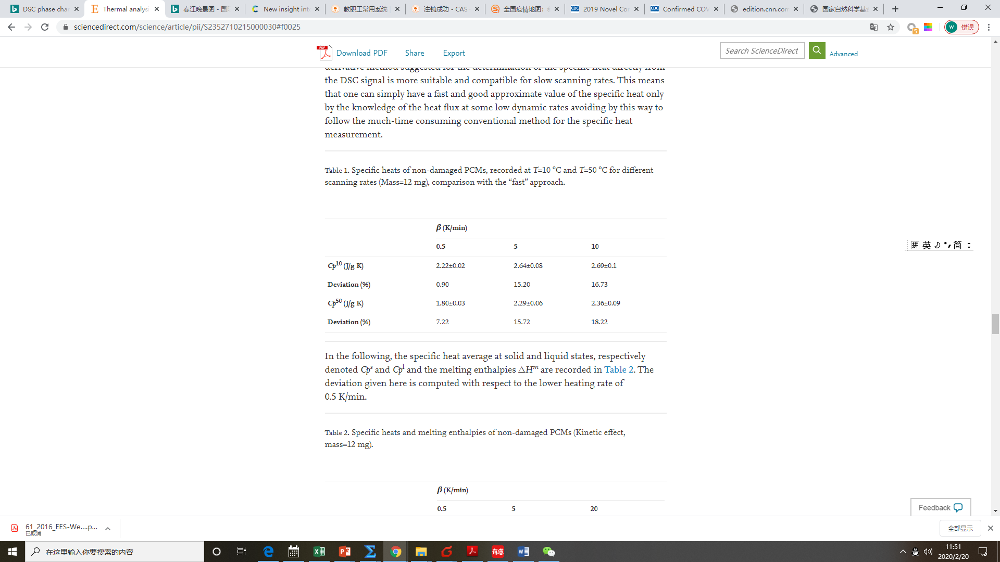 DSC phase char
Thermal analysi
春江晚景图 - 国
New insight int
教职工常用系统
注销成功 - CAS
全国疫情地图：
2019 Novel Cor
Confirmed COV
edition.cnn.con
国家自然科学基
sciencedirect.com/science/article/pii/S2352710215000030#f0025
5
W 错误
PDF
Download PDF Share Export
Search ScienceDirect
Advanced
derivative method suggested for the determination of the specific heat directly from
the DSC signal is more suitable and compatible for slow scanning rates. This means
that one can simply have a fast and good approximate value of the specific heat only
by the knowledge of the heat flux at some low dynamic rates avoiding by this way to
follow the much-time consuming conventional method for the specific heat
measurement.
Table 1. Specific heats of non-damaged PCMs, recorded at T=10 °C and T=50 °C for different
scanning rates (Mass=12 mg), comparison with the “fast” approach.
β (K/min)
0.5 5 10
Cp10 (J/g K) 2.22±0.02 2.64±0.08 2.69±0.1
Deviation (%) 0.90 15.20 16.73
Cp50 (J/g K) 1.80±0.03 2.29±0.06 2.36±0.09
Deviation (%) 7.22 15.72 18.22
拼 英 简
In the following, the specific heat average at solid and liquid states, respectively
denoted Cps and Cpl and the melting enthalpies △Hm are recorded in Table 2. The
deviation given here is computed with respect to the lower heating rate of
0.5 K/min.
Table 2. Specific heats and melting enthalpies of non-damaged PCMs (Kinetic effect,
mass=12 mg).
β (K/min)
0.5 5 20
Feedback
61_2016_EES-We....p...
已取消
全部显示
在这里输入你要搜索的内容
有道
11:51
2020/2/20